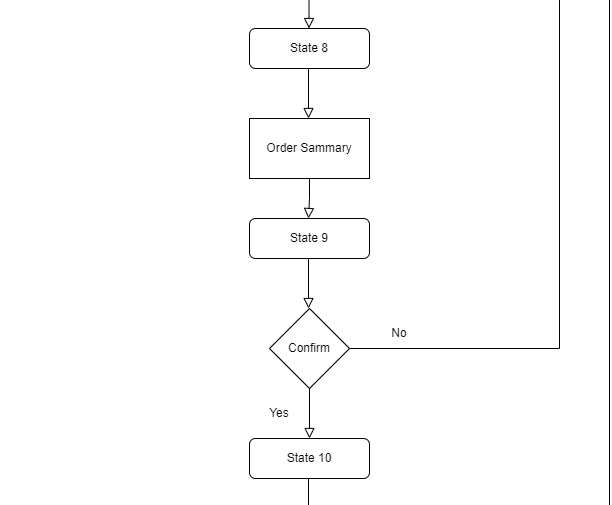 State 8
Order Sammary
State 9
Confirm
No
Yes
State 10